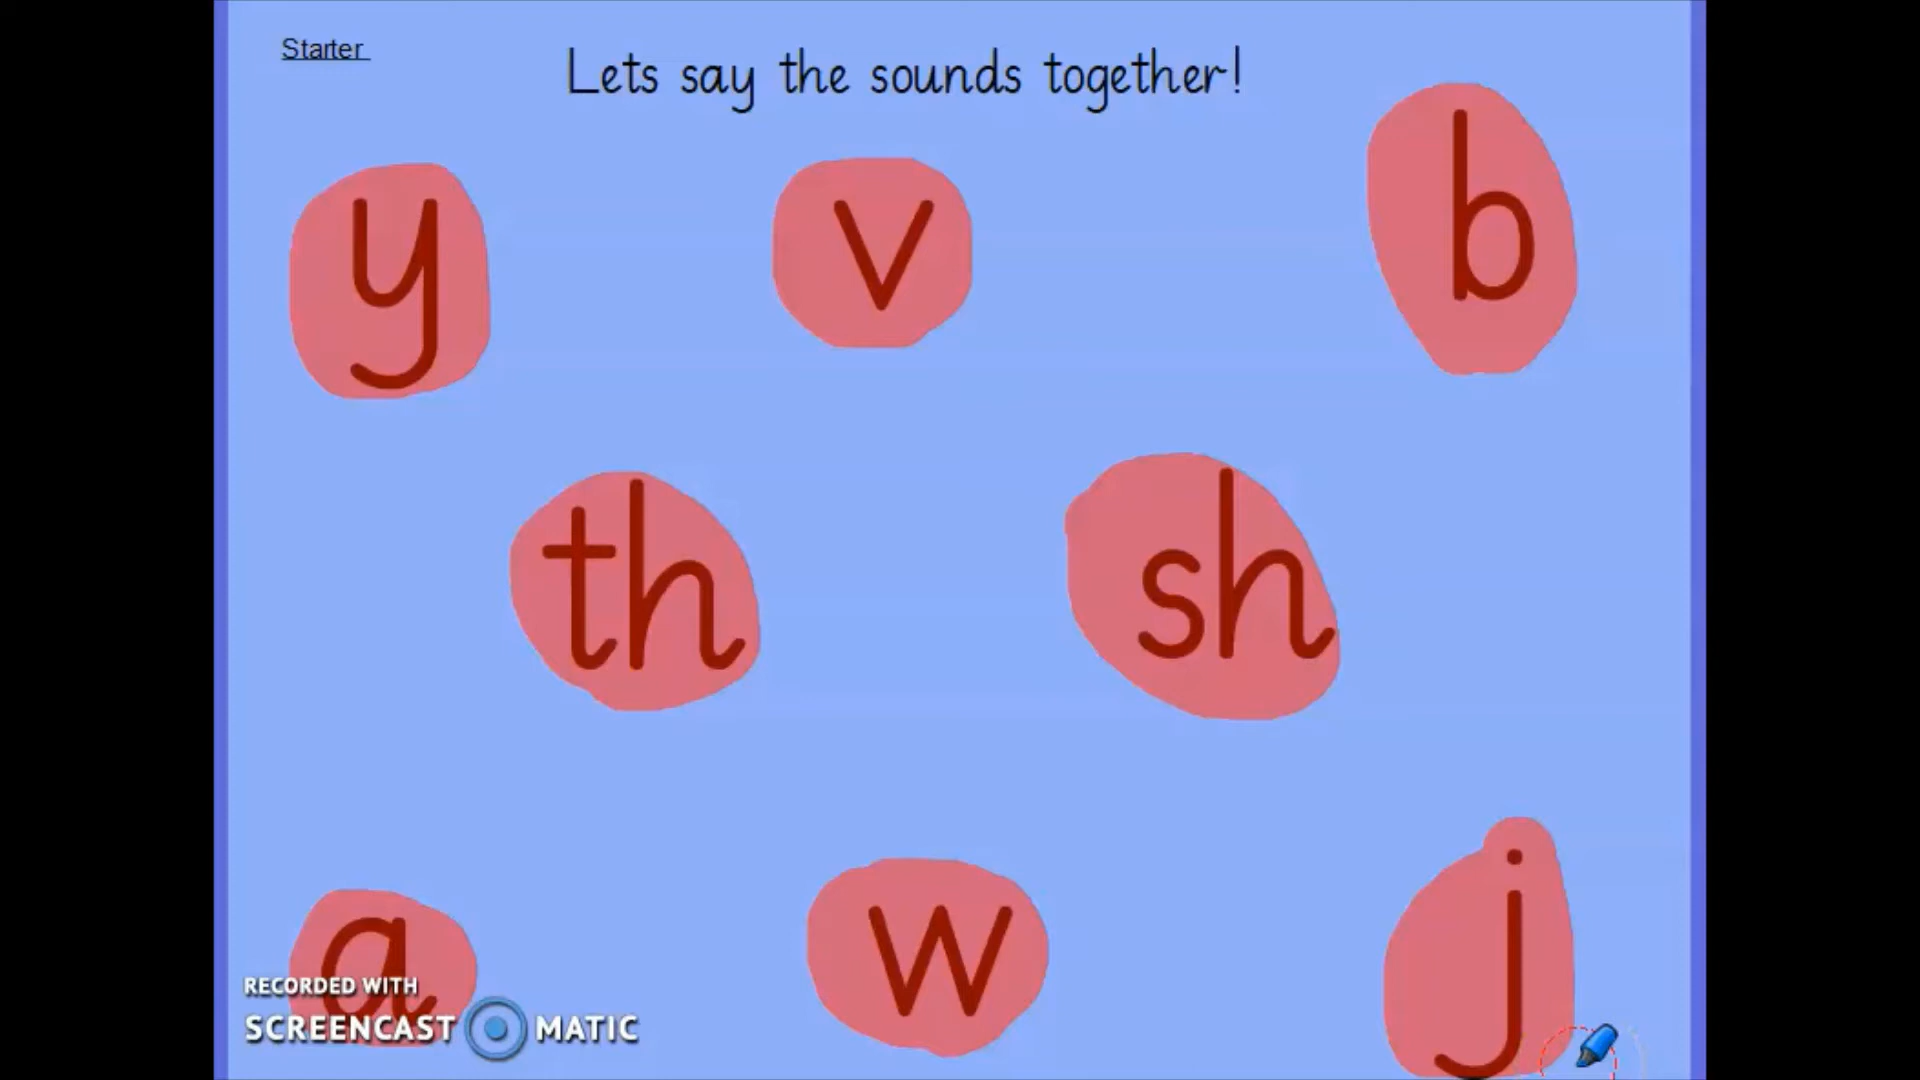 Starter
Lets say the sounds together!
y v b
th sh
a w j
RECORDED WITH
SCREENCAST MATIC